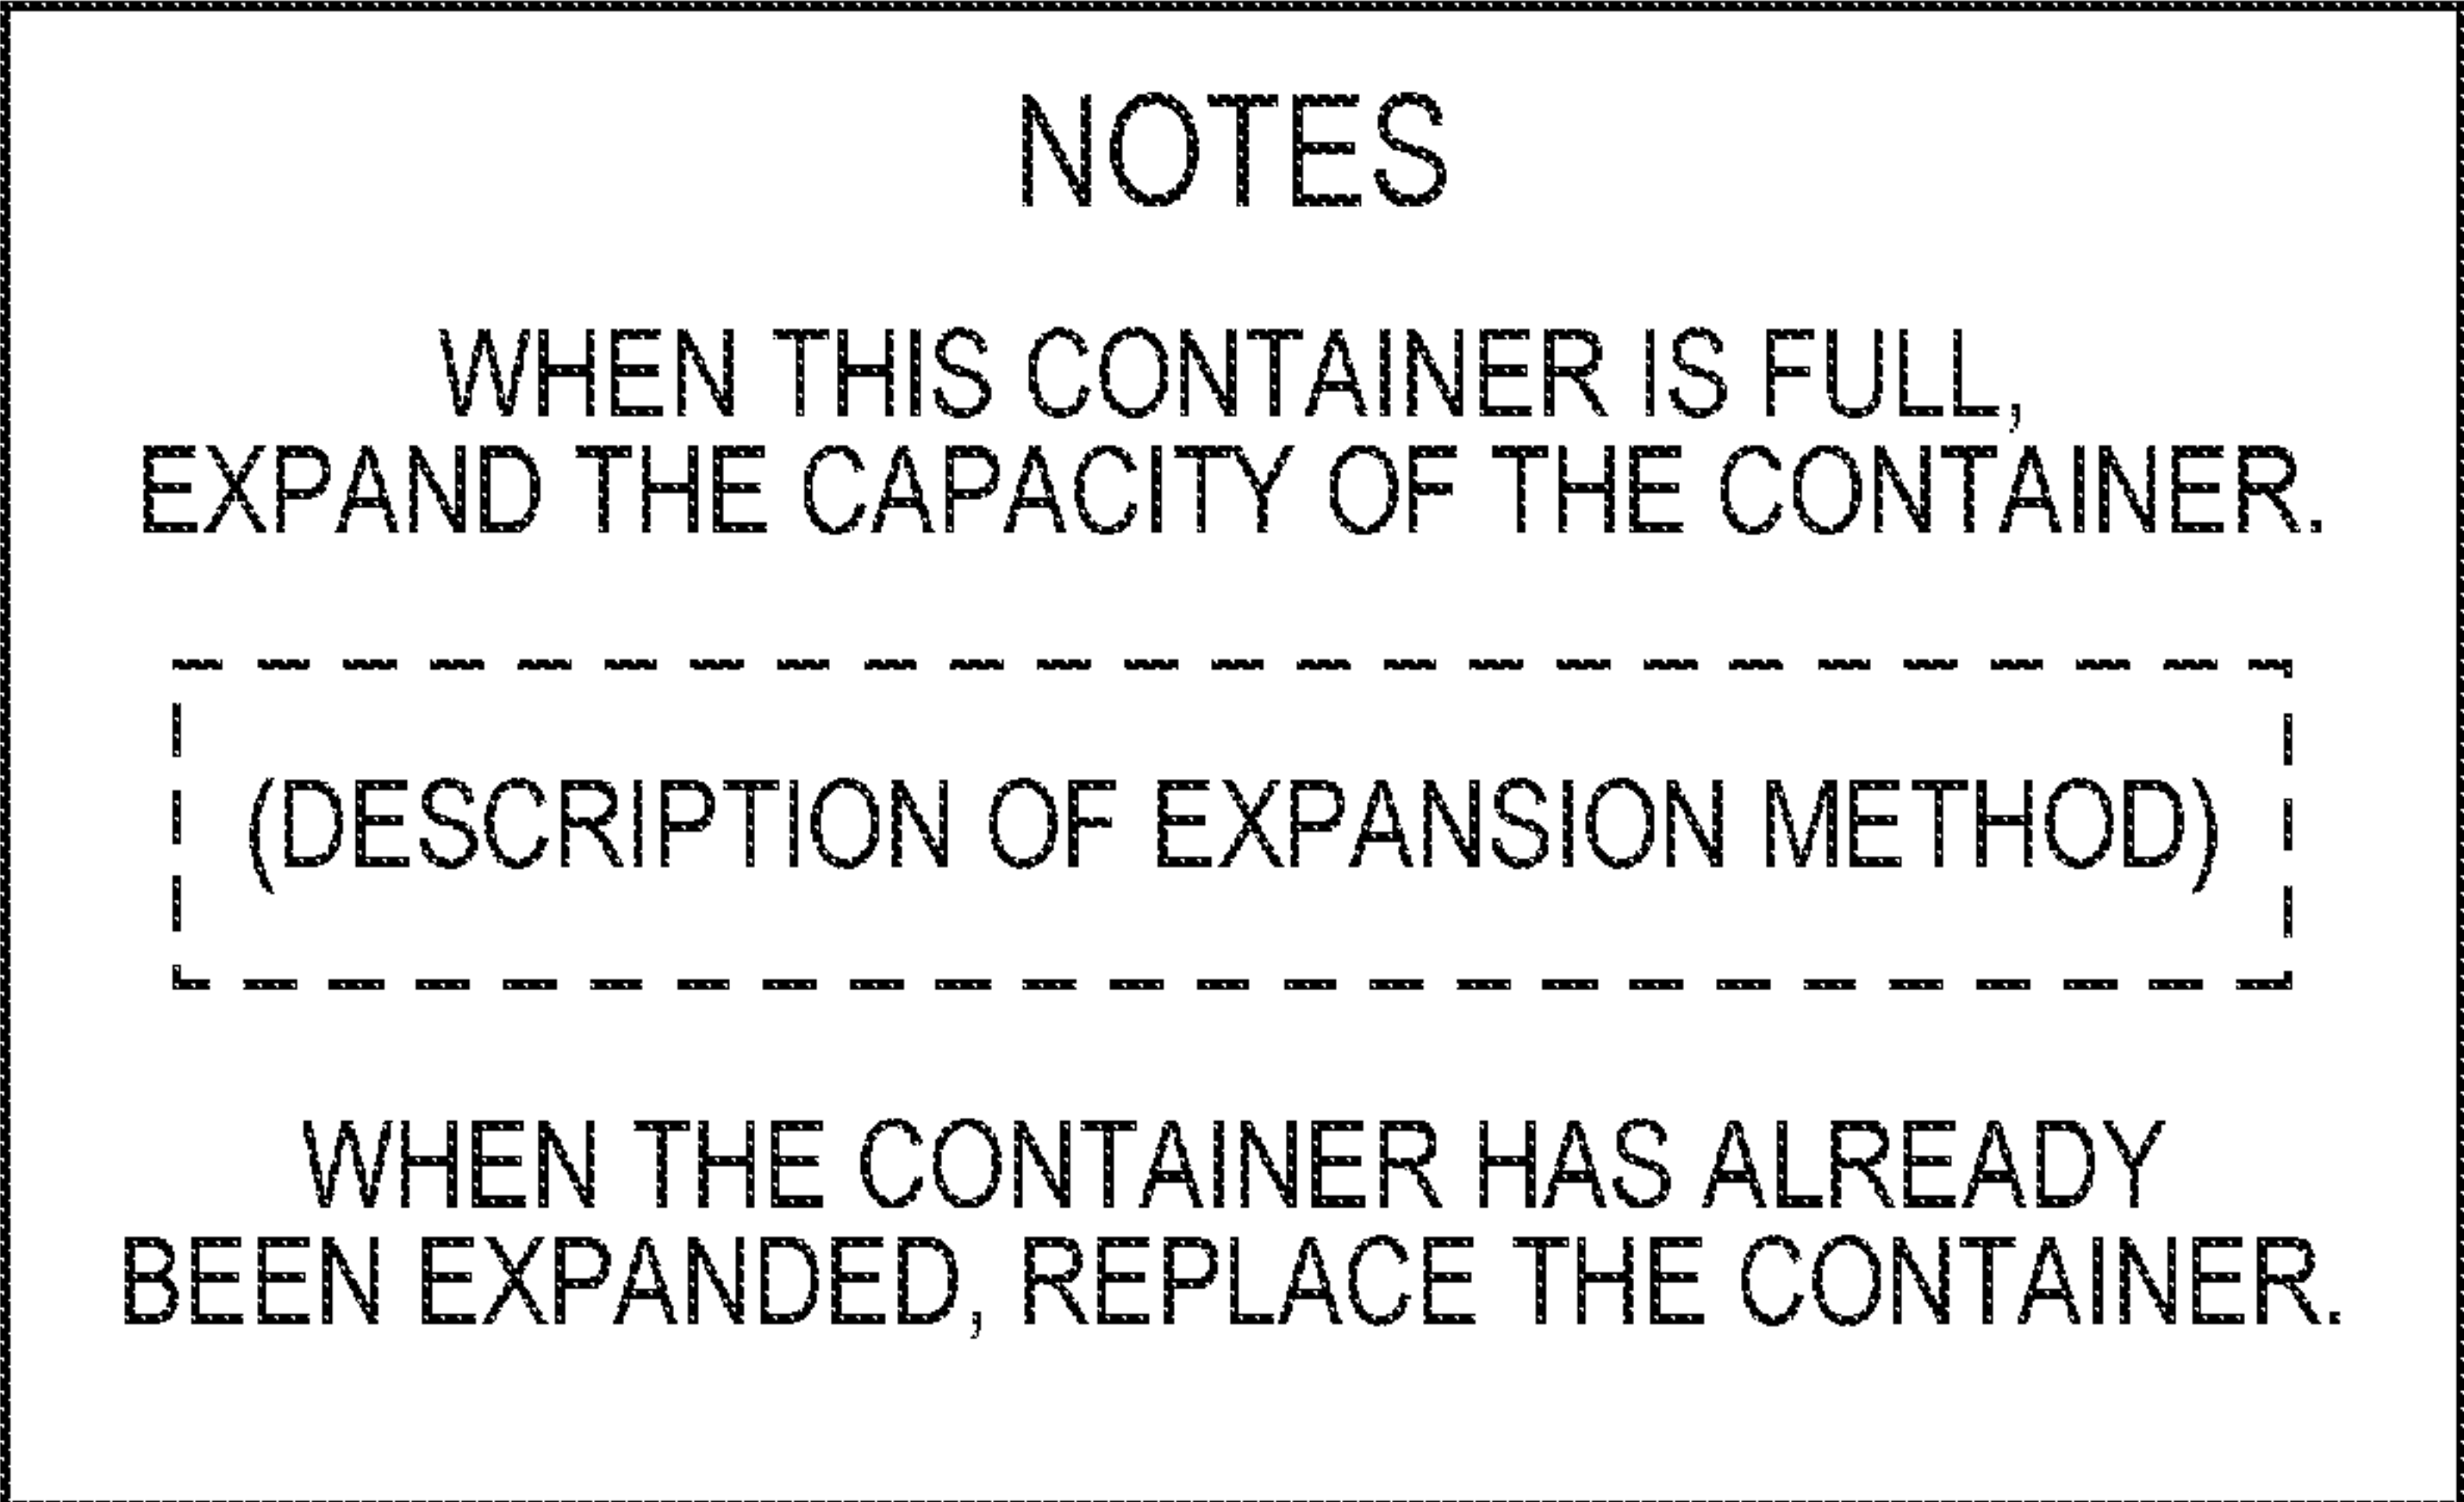 NOTES
WHEN THIS CONTAINER IS FULL,
EXPAND THE CAPACITY OF THE CONTAINER.
(DESCRIPTION OF EXPANSION METHOD)
WHEN THE CONTAINER HAS ALREADY
BEEN EXPANDED, REPLACE THE CONTAINER.